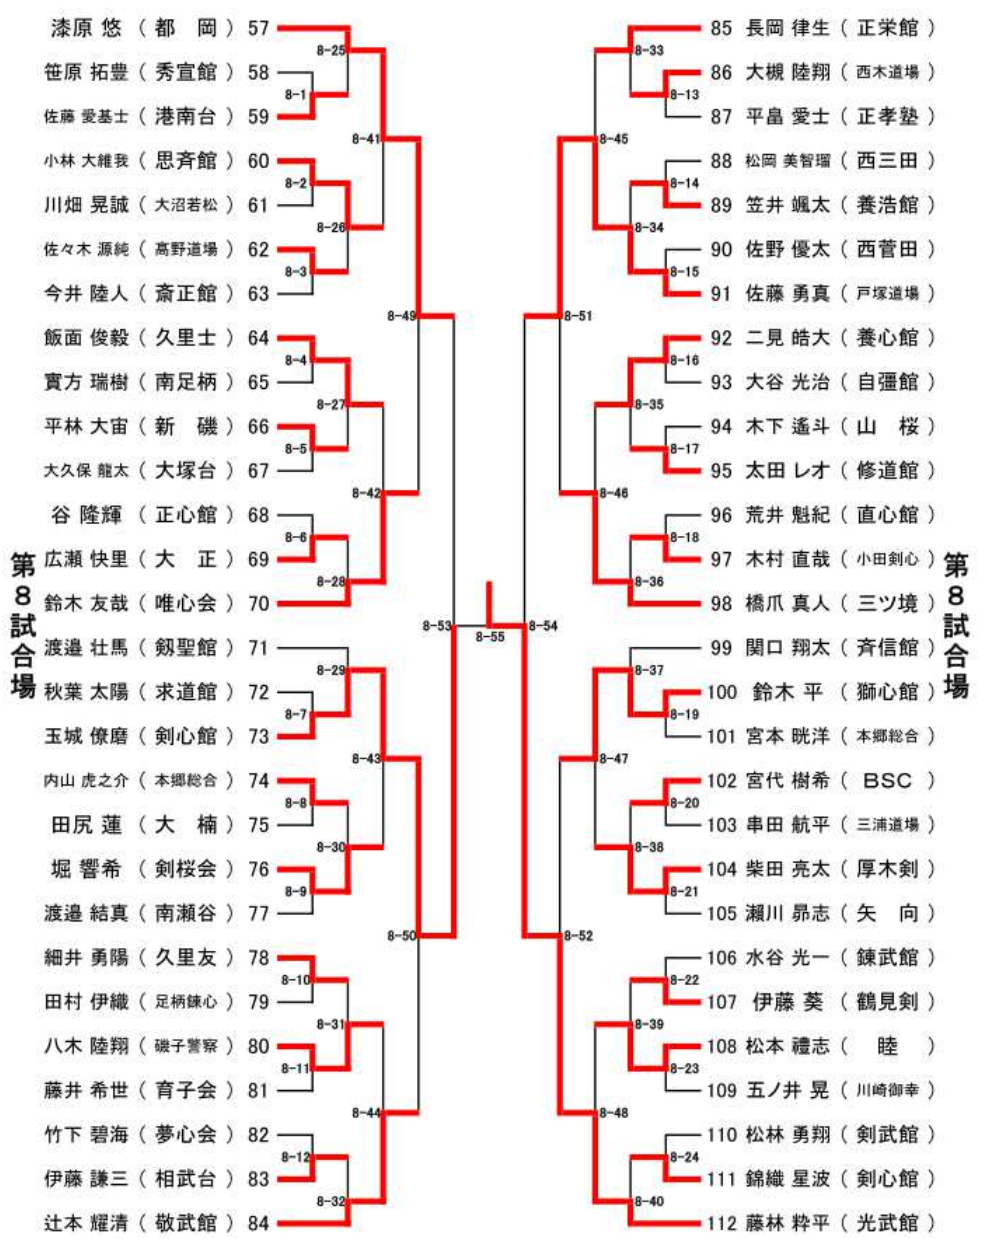 漆原 悠 （ 都　岡 ） 57
笹原 拓豊 （ 秀宣館 ） 58
佐藤 愛基士 （ 港南台 ） 59
小林 大維我 （ 思斉館 ） 60
川畑 晃誠 （ 大沼若松 ） 61
佐々木 源純 （ 髙野道場 ） 62
今井 陸人 （ 斎正館 ） 63
飯面 俊毅 （ 久里士 ） 64
實方 瑞樹 （ 南足柄 ） 65
平林 大宙 （ 新　磯 ） 66
大久保 龍太 （ 大塚台 ） 67
谷 隆輝 （ 正心館 ） 68
広瀬 快里 （ 大　正 ） 69
鈴木 友哉 （ 唯心会 ） 70
渡邉 壮馬 （ 剱聖館 ） 71
秋葉 太陽 （ 求道館 ） 72
玉城 僚磨 （ 剣心館 ） 73
内山 虎之介 （ 本郷総合 ） 74
田尻 蓮 （ 大　楠 ） 75
堀 響希 （ 剣桜会 ） 76
渡邉 結真 （ 南瀬谷 ） 77
細井 勇陽 （ 久里友 ） 78
田村 伊織 （ 足柄錬心 ） 79
八木 陸翔 （ 磯子警察 ） 80
藤井 希世 （ 育子会 ） 81
竹下 碧海 （ 夢心会 ） 82
伊藤 謙三 （ 相武台 ） 83
辻本 耀清 （ 敬武館 ） 84
第8試合場
8-1
8-2
8-3
8-4
8-5
8-6
8-7
8-8
8-9
8-10
8-11
8-12
8-25
8-26
8-27
8-28
8-29
8-30
8-31
8-32
8-41
8-42
8-43
8-44
8-49
8-50
8-53
8-55
8-54
8-51
8-52
8-45
8-46
8-47
8-48
8-33
8-34
8-35
8-36
8-37
8-38
8-39
8-40
8-13
8-14
8-15
8-16
8-17
8-18
8-19
8-20
8-21
8-22
8-23
8-24
85 長岡 律生 （ 正栄館 ）
86 大槻 陸翔 （ 西木道場 ）
87 平畠 愛士 （ 正孝塾 ）
88 松岡 美智瑠 （ 西三田 ）
89 笠井 颯太 （ 養浩館 ）
90 佐野 優太 （ 西菅田 ）
91 佐藤 勇真 （ 戸塚道場 ）
92 二見 皓大 （ 養心館 ）
93 大谷 光治 （ 自彊館 ）
94 木下 遙斗 （ 山　桜 ）
95 太田 レオ （ 修道館 ）
96 荒井 魁紀 （ 直心館 ）
97 木村 直哉 （ 小田剣心 ）
98 橋爪 真人 （ 三ツ境 ）
99 関口 翔太 （ 斉信館 ）
100 鈴木 平 （ 獅心館 ）
101 宮本 晄洋 （ 本郷総合 ）
102 宮代 樹希 （ BSC ）
103 串田 航平 （ 三浦道場 ）
104 柴田 亮太 （ 厚木剣 ）
105 瀬川 昴志 （ 矢　向 ）
106 水谷 光一 （ 錬武館 ）
107 伊藤 葵 （ 鶴見剣 ）
108 松本 禮志 （ 睦 ）
109 五ノ井 晃 （ 川崎御幸 ）
110 松林 勇翔 （ 剣武館 ）
111 錦織 星波 （ 剣心館 ）
112 藤林 粋平 （ 光武館 ）
第8試合場